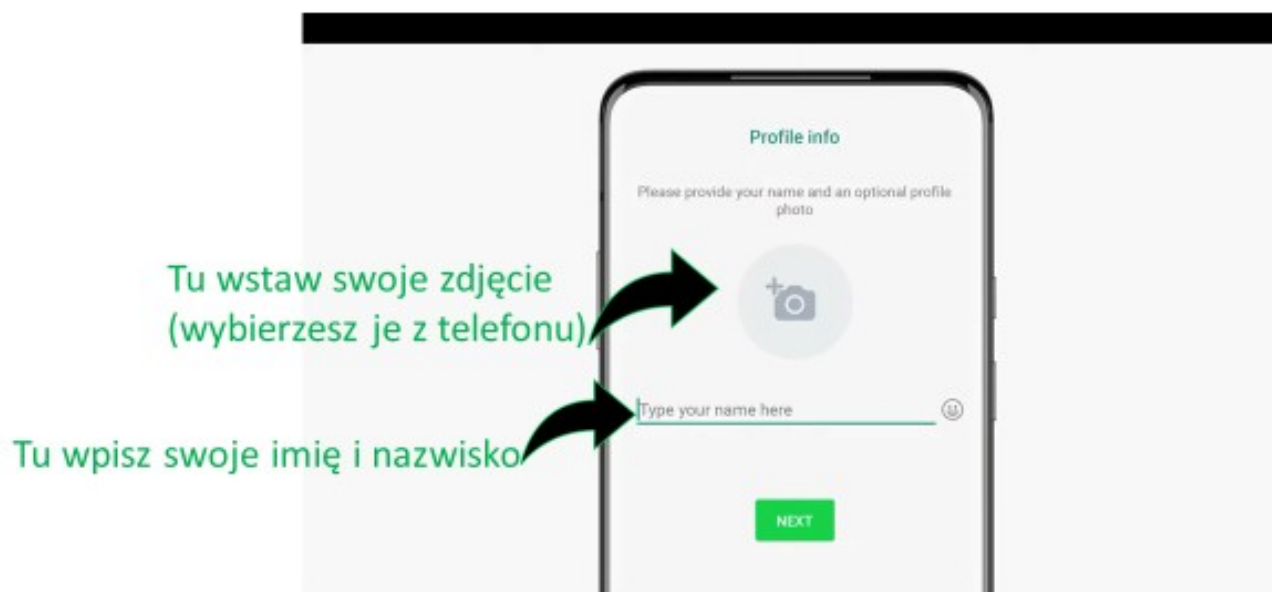 Profile info
Please provide your name and an optional profile
photo
Tu wstaw swoje zdjęcie
(wybierzesz je z telefonu)
Type your name here
Tu wpisz swoje imię i nazwisko
NEXT